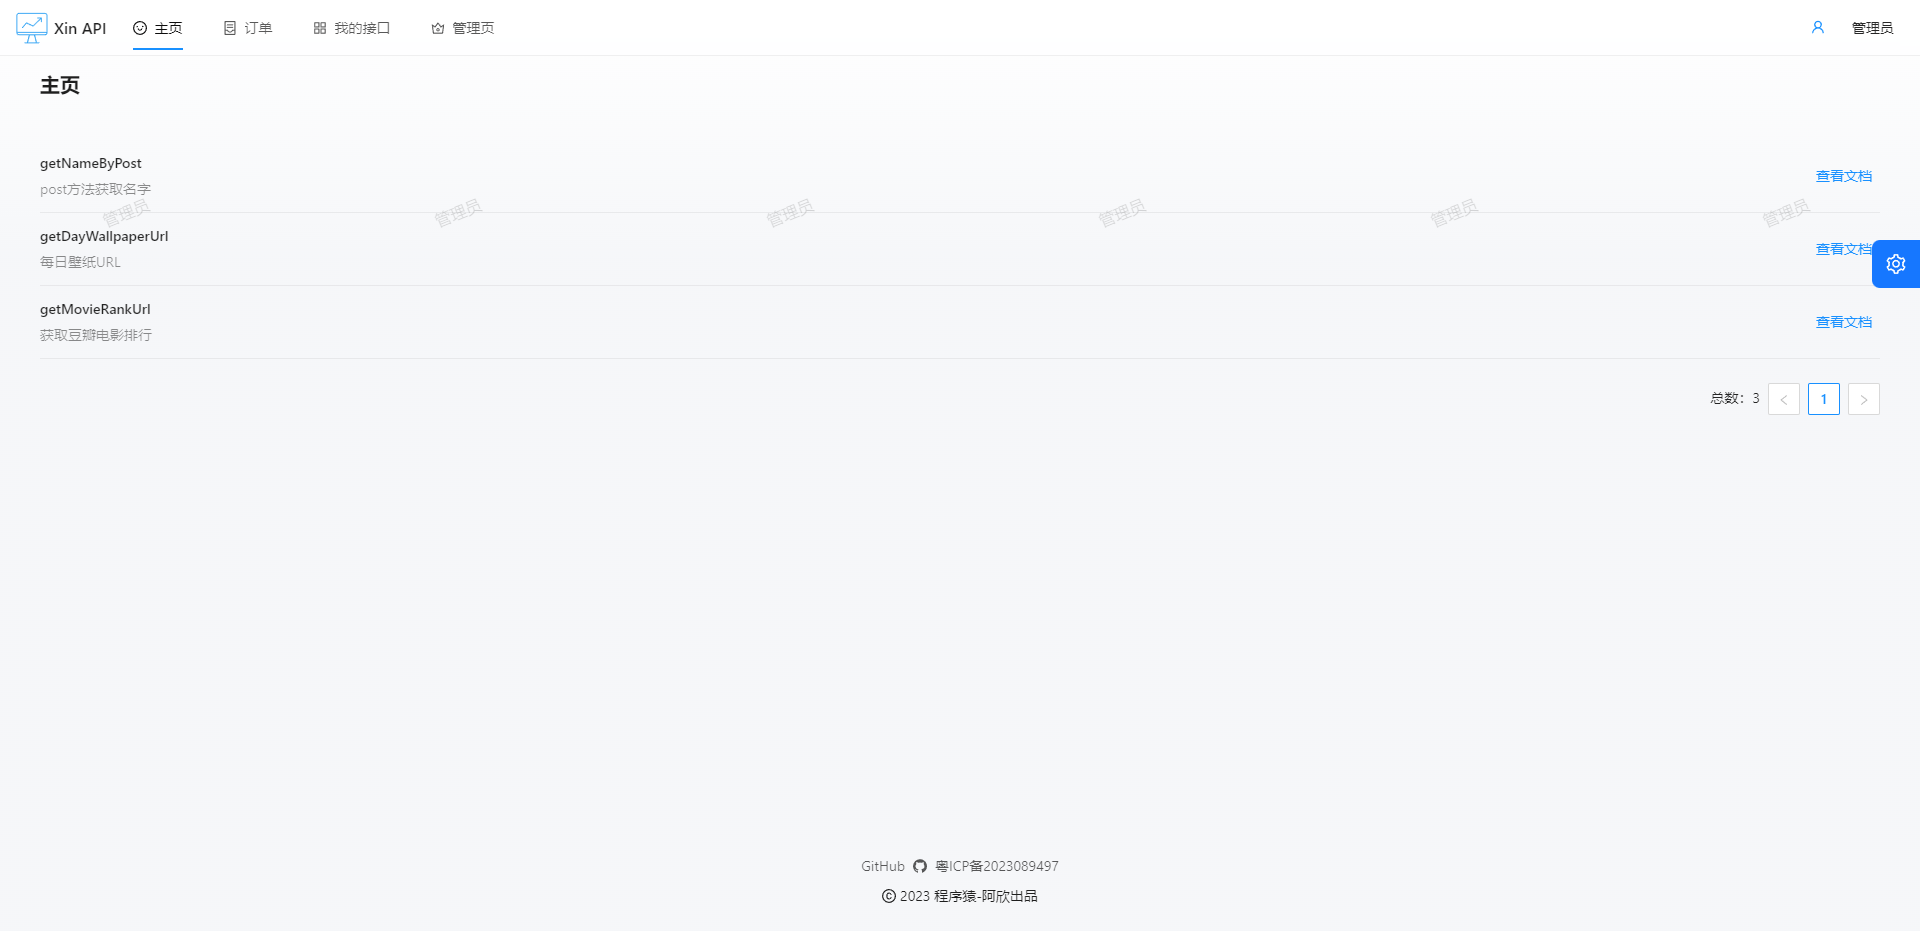 Xin API 主页 订单 我的接口 管理页 管理员
主页
getNameByPost
post方法获取名字
查看文档
管理员 管理员 管理员 管理员 管理员 管理员
getDayWallpaperUrl
每日壁纸URL
查看文档
getMovieRankUrl
获取豆瓣电影排行
查看文档
总数：3 < 1 >
GitHub 粤ICP备2023089497
© 2023 程序猿-阿欣出品